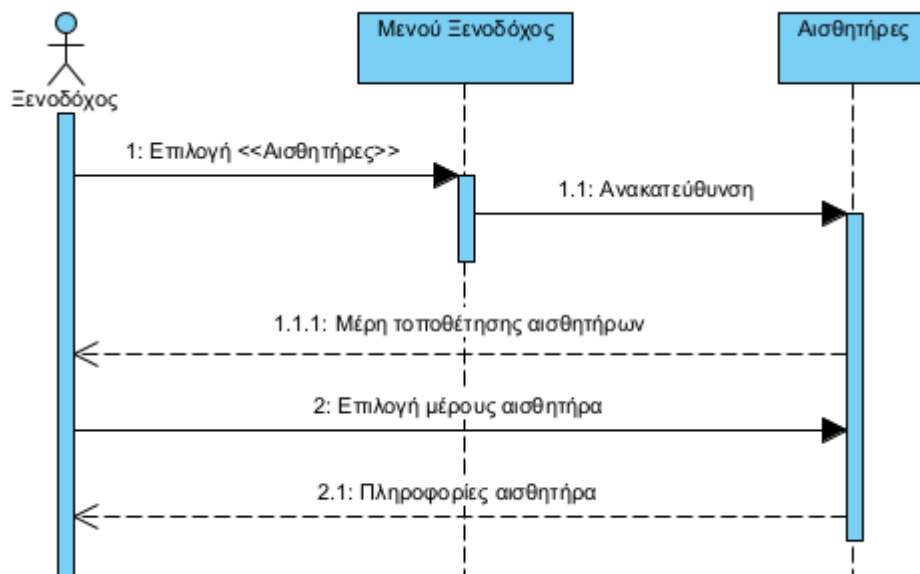 Μενού Ξενοδόχος
Αισθητήρες
Ξενοδόχος
1: Επιλογή <<Αισθητήρες>>
1.1: Ανακατεύθυνση
1.1.1: Μέρη τοποθέτησης αισθητήρων
2: Επιλογή μέρους αισθητήρα
2.1: Πληροφορίες αισθητήρα